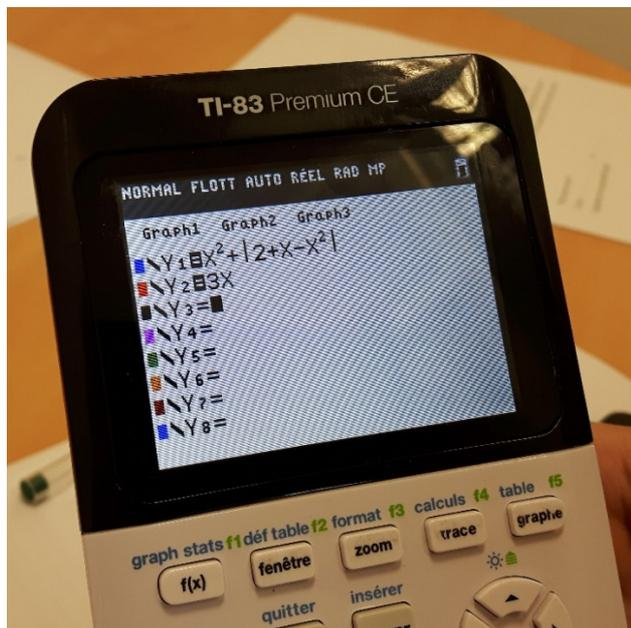 TI-83 Premium CE
NORMAL FLOTT AUTO RÉEL RAD MP
Graph1 Graph2 Graph3
\Y1=X²+|2+X-X²|
\Y2=3X
\Y3=
\Y4=
\Y5=
\Y6=
\Y7=
\Y8=
graph stats f1 déf table f2 format f3 calculs f4 table f5
f(x) fenêtre zoom trace graphe
quitter insérer